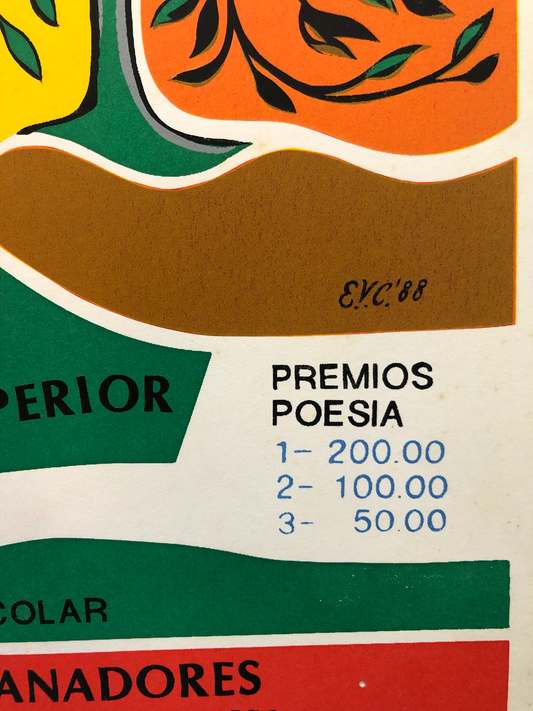 E.V.C.'88
PERIOR
PREMIOS
POESIA
1- 200.00
2- 100.00
3- 50.00
COLAR
ANADORES